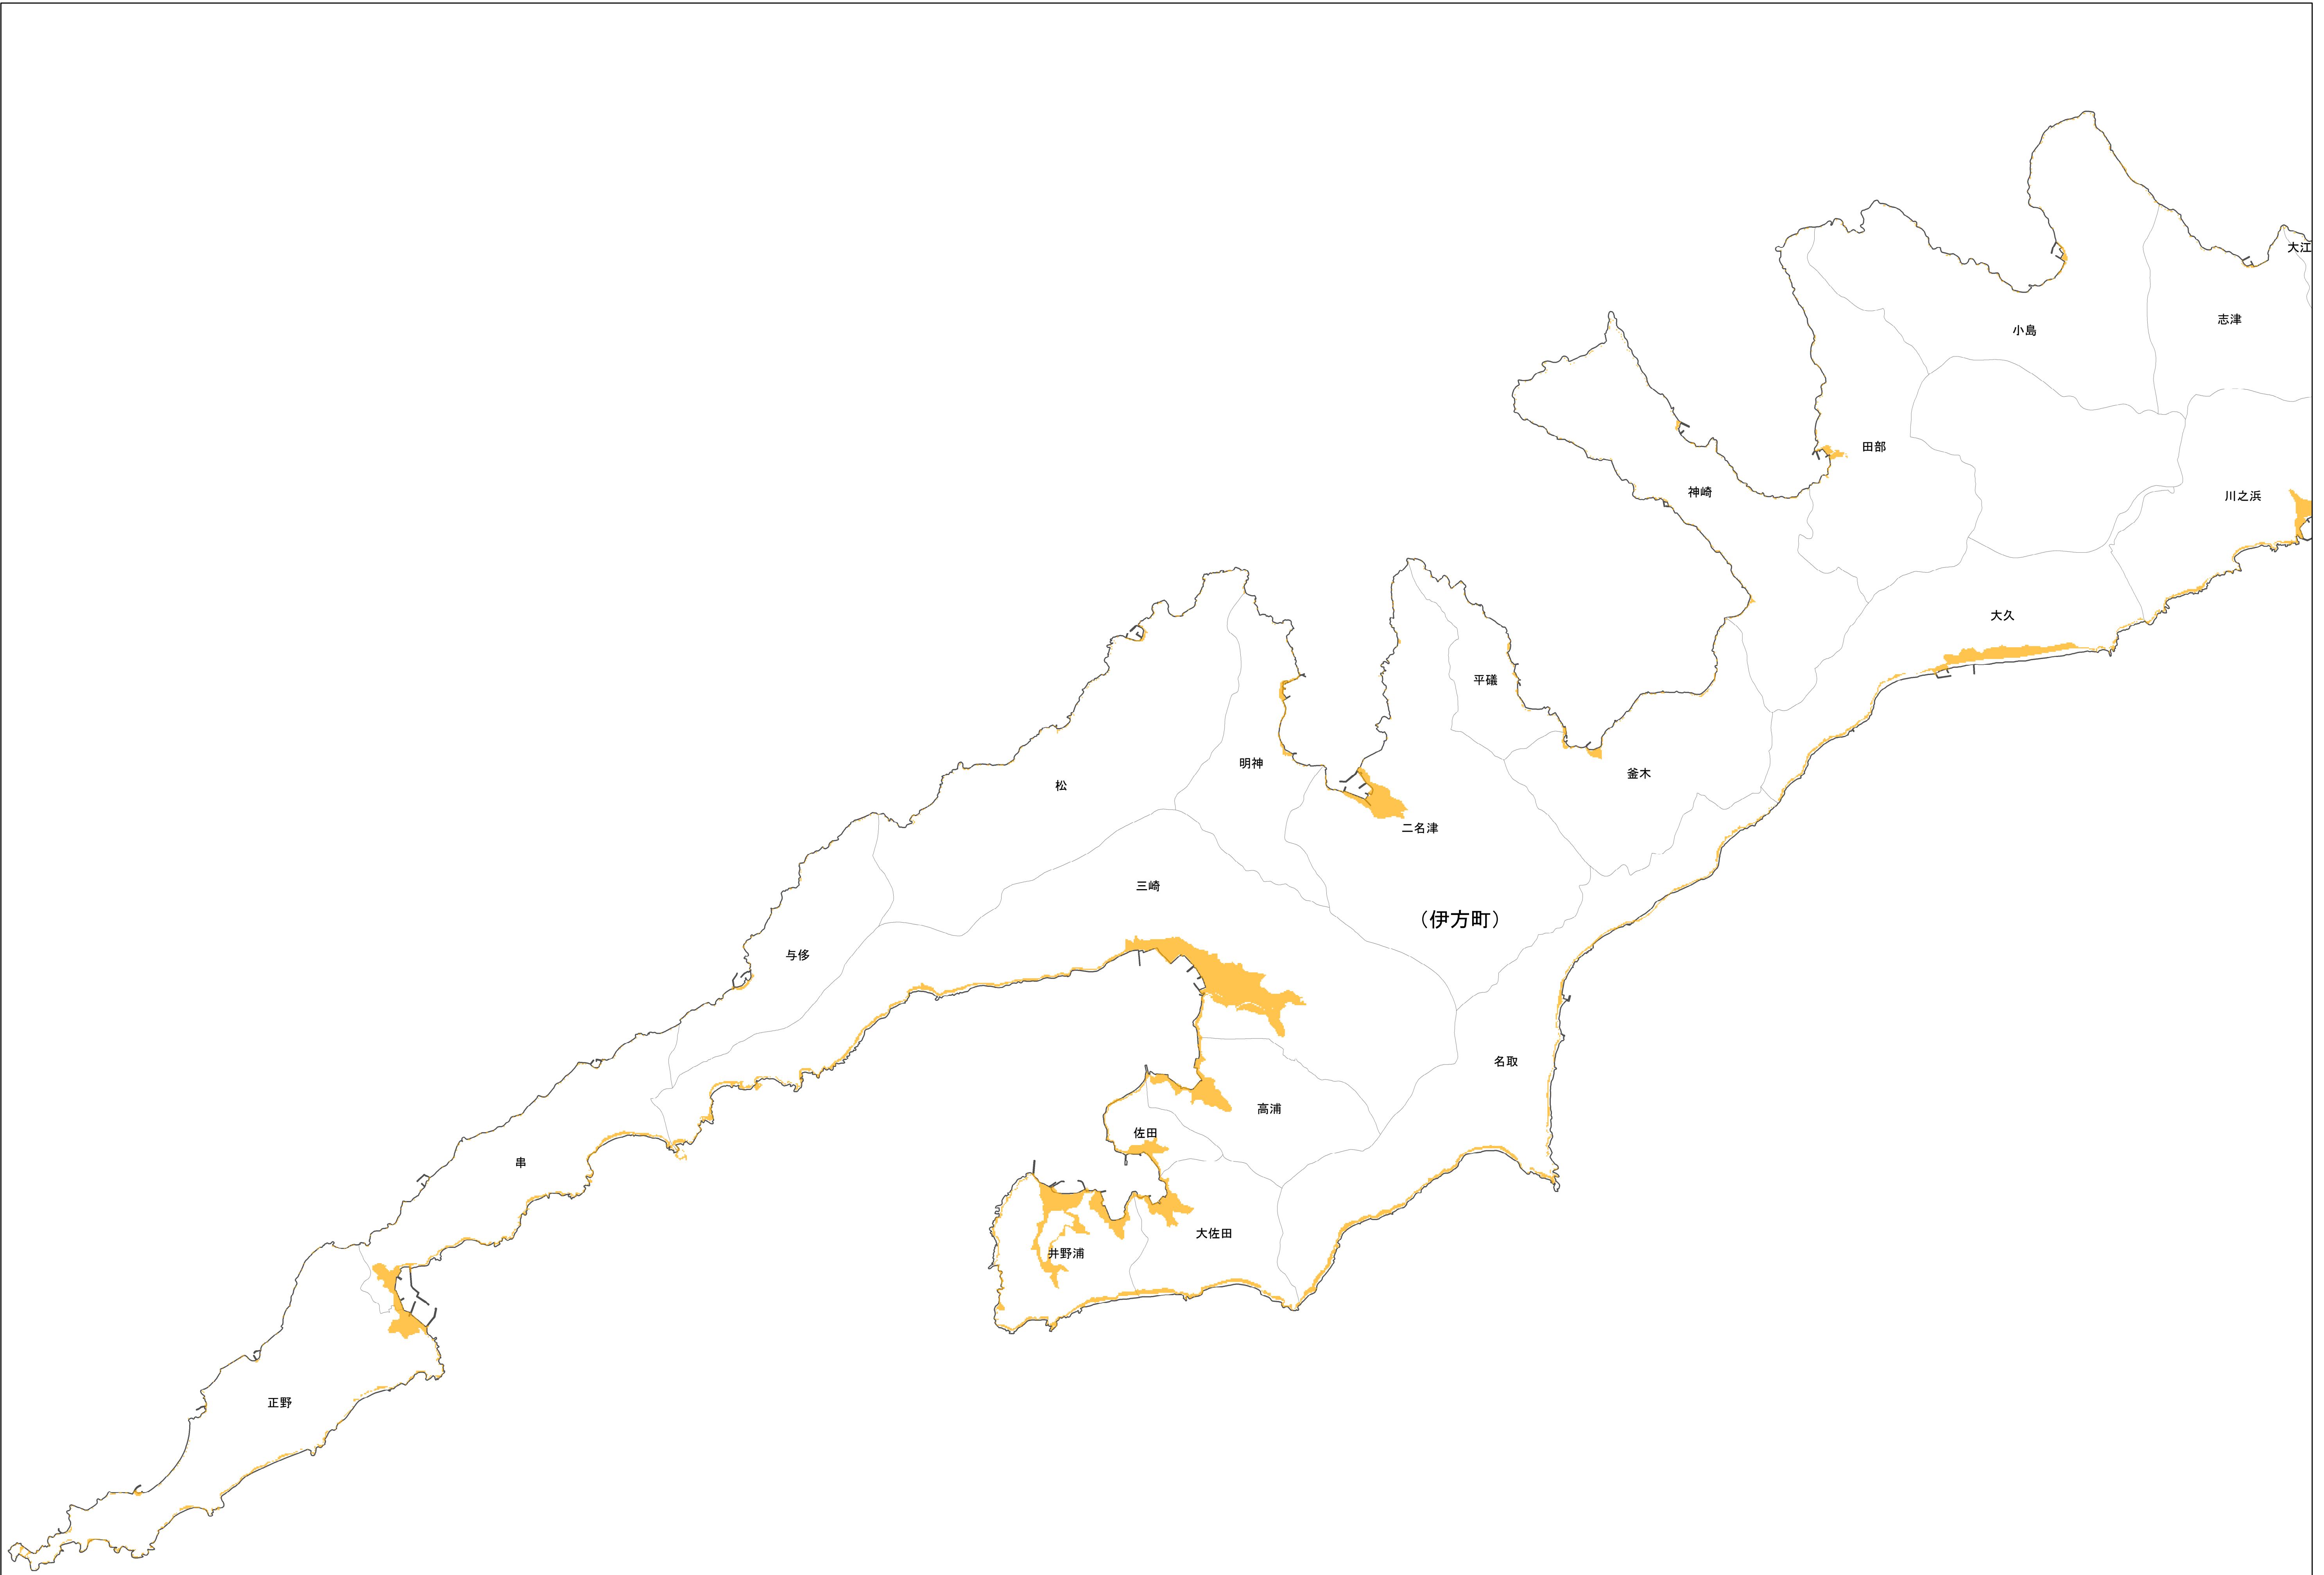 大江
志津
小島
田部
神崎
川之浜
大久
平礒
明神
釜木
松
二名津
三崎
（伊方町）
与侈
名取
高浦
佐田
串
大佐田
井野浦
正野